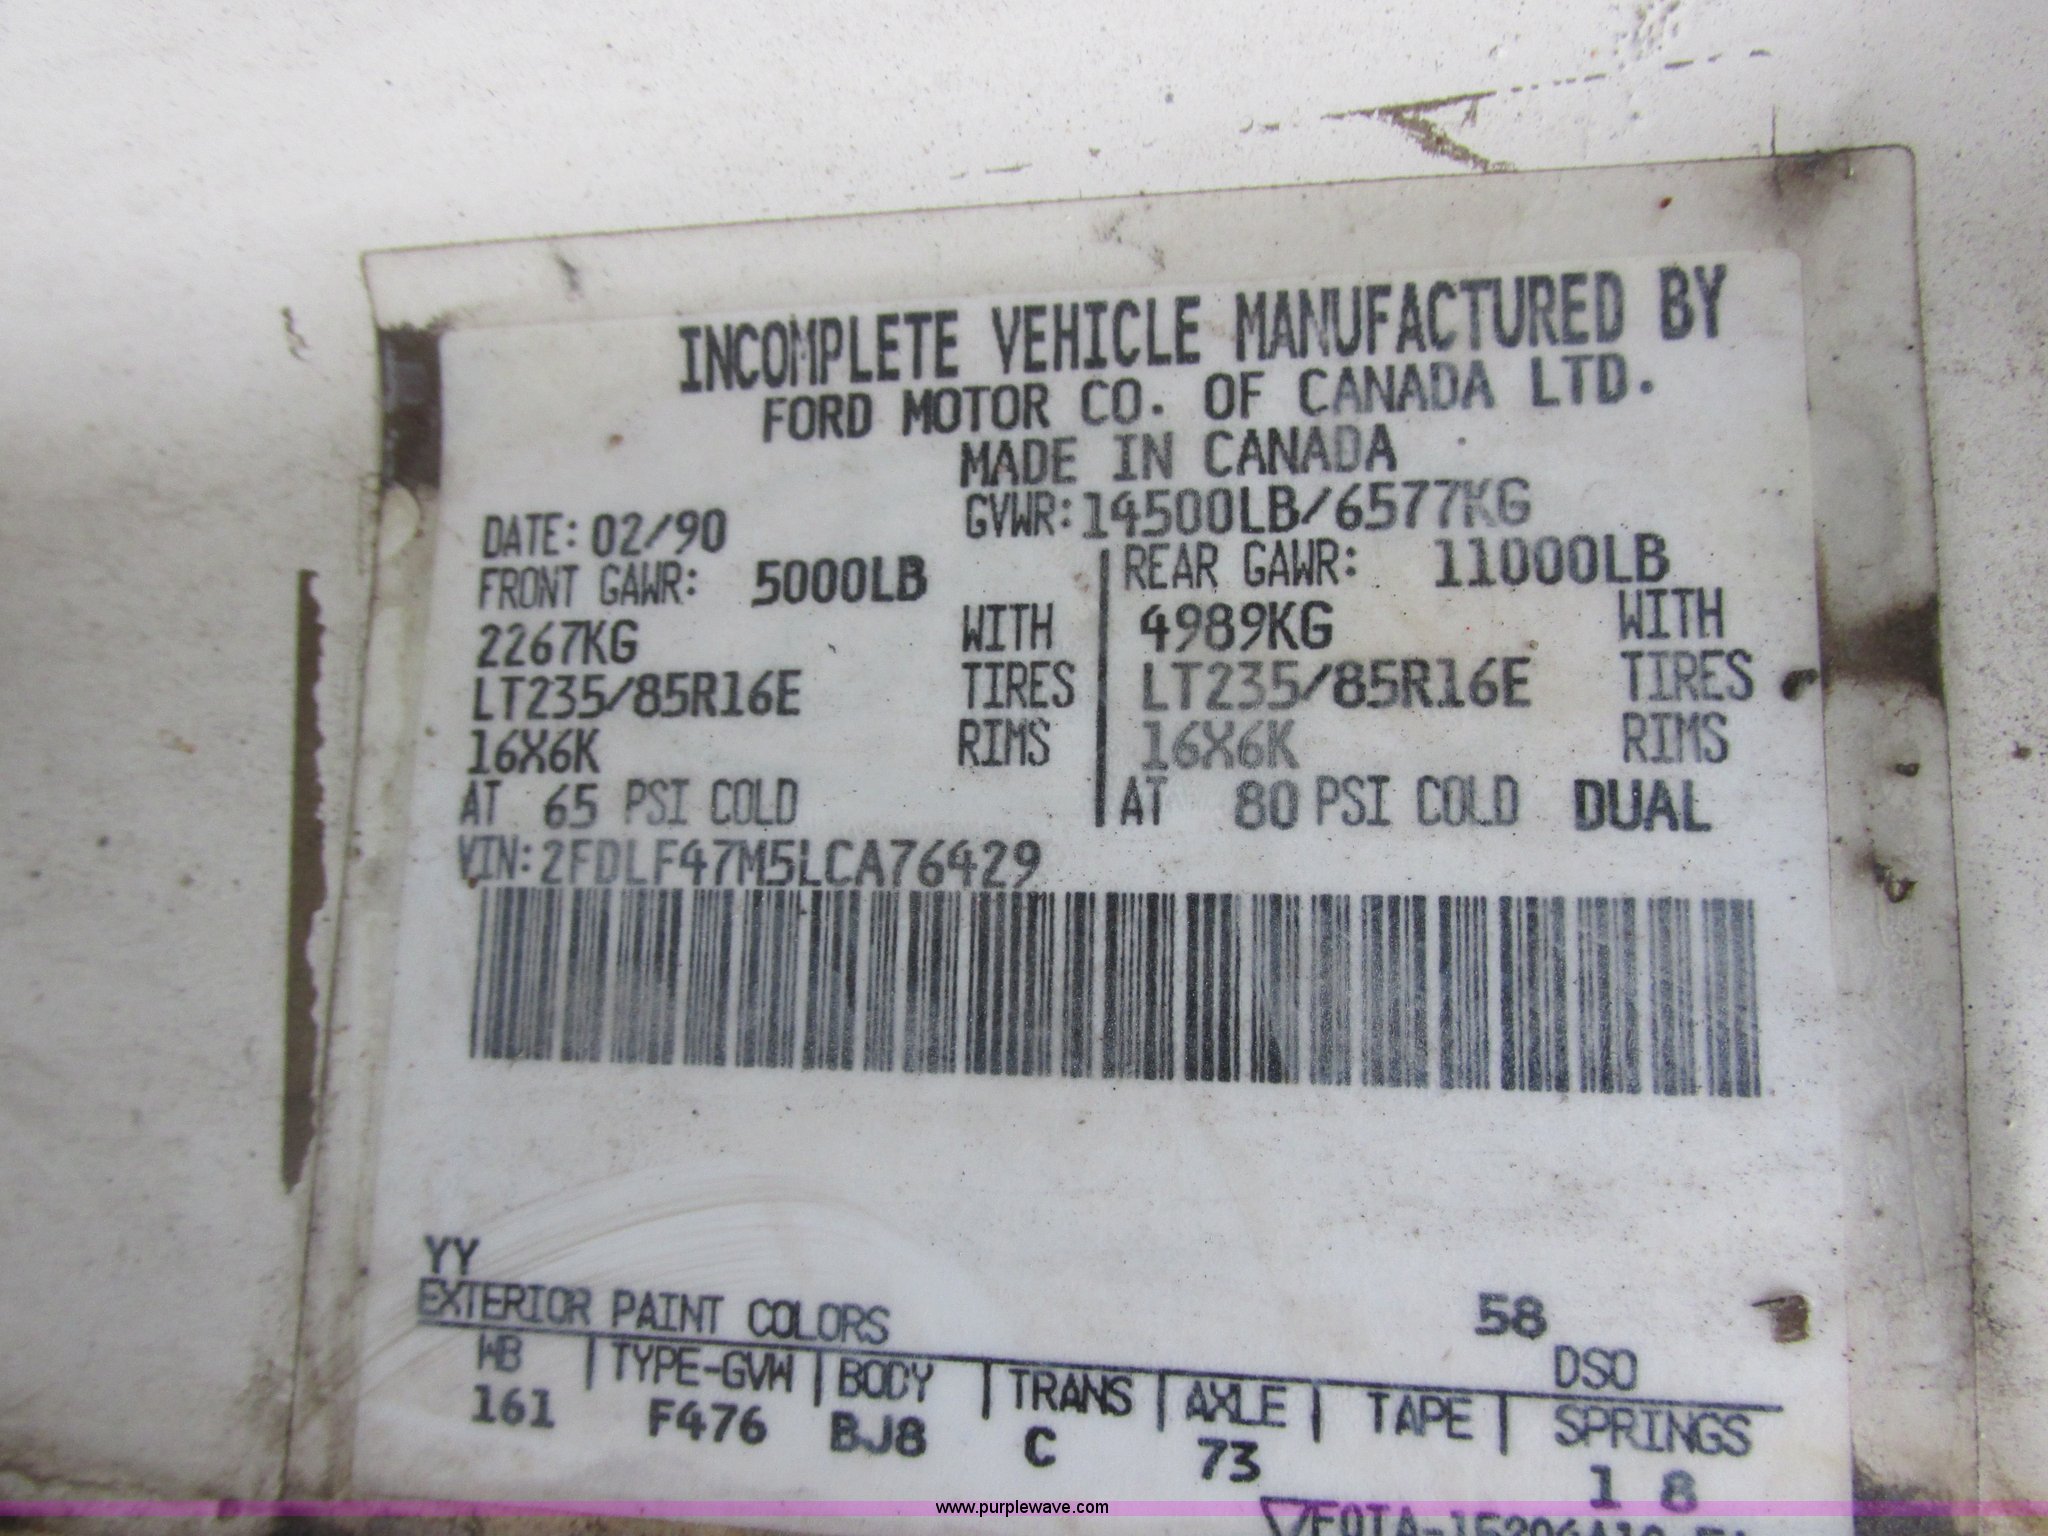 INCOMPLETE VEHICLE MANUFACTURED BY
FORD MOTOR CO. OF CANADA LTD.
MADE IN CANADA
DATE: 02/90 GVWR: 14500LB/6577KG
FRONT GAWR: 5000LB REAR GAWR: 11000LB
2267KG WITH 4989KG WITH
LT235/85R16E TIRES LT235/85R16E TIRES
16X6K RIMS 16X6K RIMS
AT 65 PSI COLD AT 80 PSI COLD DUAL
VIN: 2FDLF47M5LCA76429
YY
EXTERIOR PAINT COLORS 58 DSO
WB TYPE-GVW BODY TRANS AXLE TAPE SPRINGS
161 F476 BJ8 C 73 1 8
www.purplewave.com